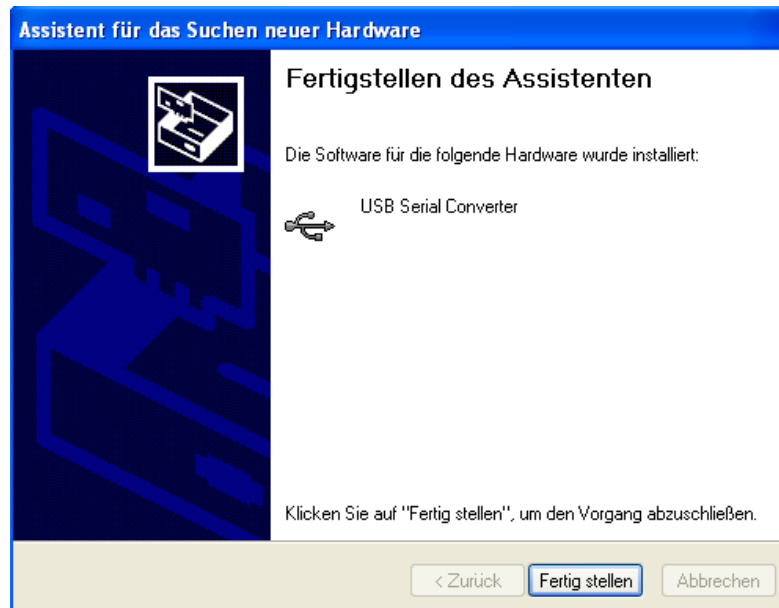 Assistent für das Suchen neuer Hardware
Fertigstellen des Assistenten
Die Software für die folgende Hardware wurde installiert:
USB Serial Converter
Klicken Sie auf "Fertig stellen", um den Vorgang abzuschließen.
< Zurück Fertig stellen Abbrechen